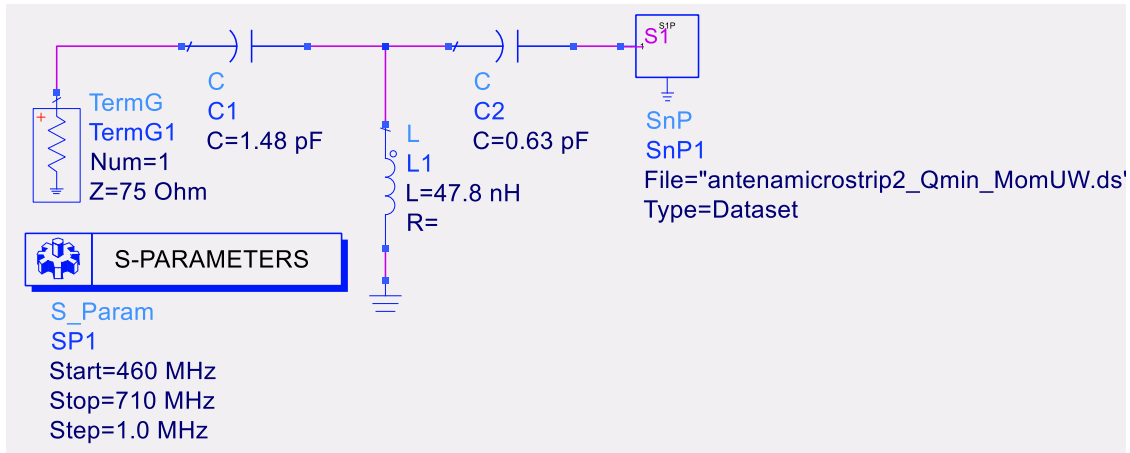 S1P
S1
TermG
TermG1
Num=1
Z=75 Ohm
C
C1
C=1.48 pF
L
L1
L=47.8 nH
R=
C
C2
C=0.63 pF
SnP
SnP1
File="antenamicrostrip2_Qmin_MomUW.ds"
Type=Dataset
+
S-PARAMETERS
S_Param
SP1
Start=460 MHz
Stop=710 MHz
Step=1.0 MHz